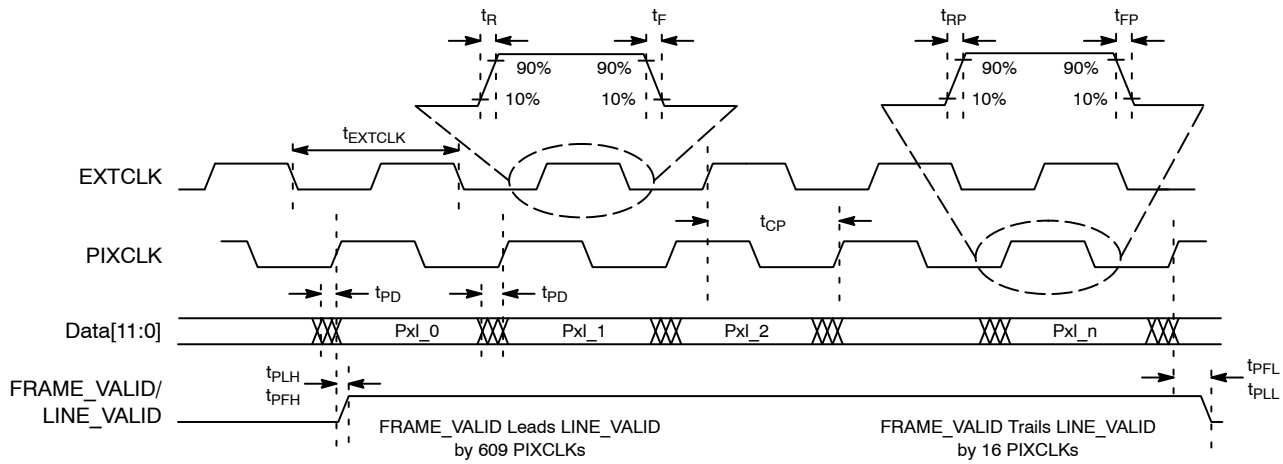 tR
tF
tRP
tFP
90%
90%
90%
90%
10%
10%
10%
10%
tEXTCLK
EXTCLK
tCP
PIXCLK
tPD
tPD
Data[11:0]
Pxl_0
Pxl_1
Pxl_2
Pxl_n
tPLH
tPFH
tPFL
tPLL
FRAME_VALID/
LINE_VALID
FRAME_VALID Leads LINE_VALID
by 609 PIXCLKs
FRAME_VALID Trails LINE_VALID
by 16 PIXCLKs